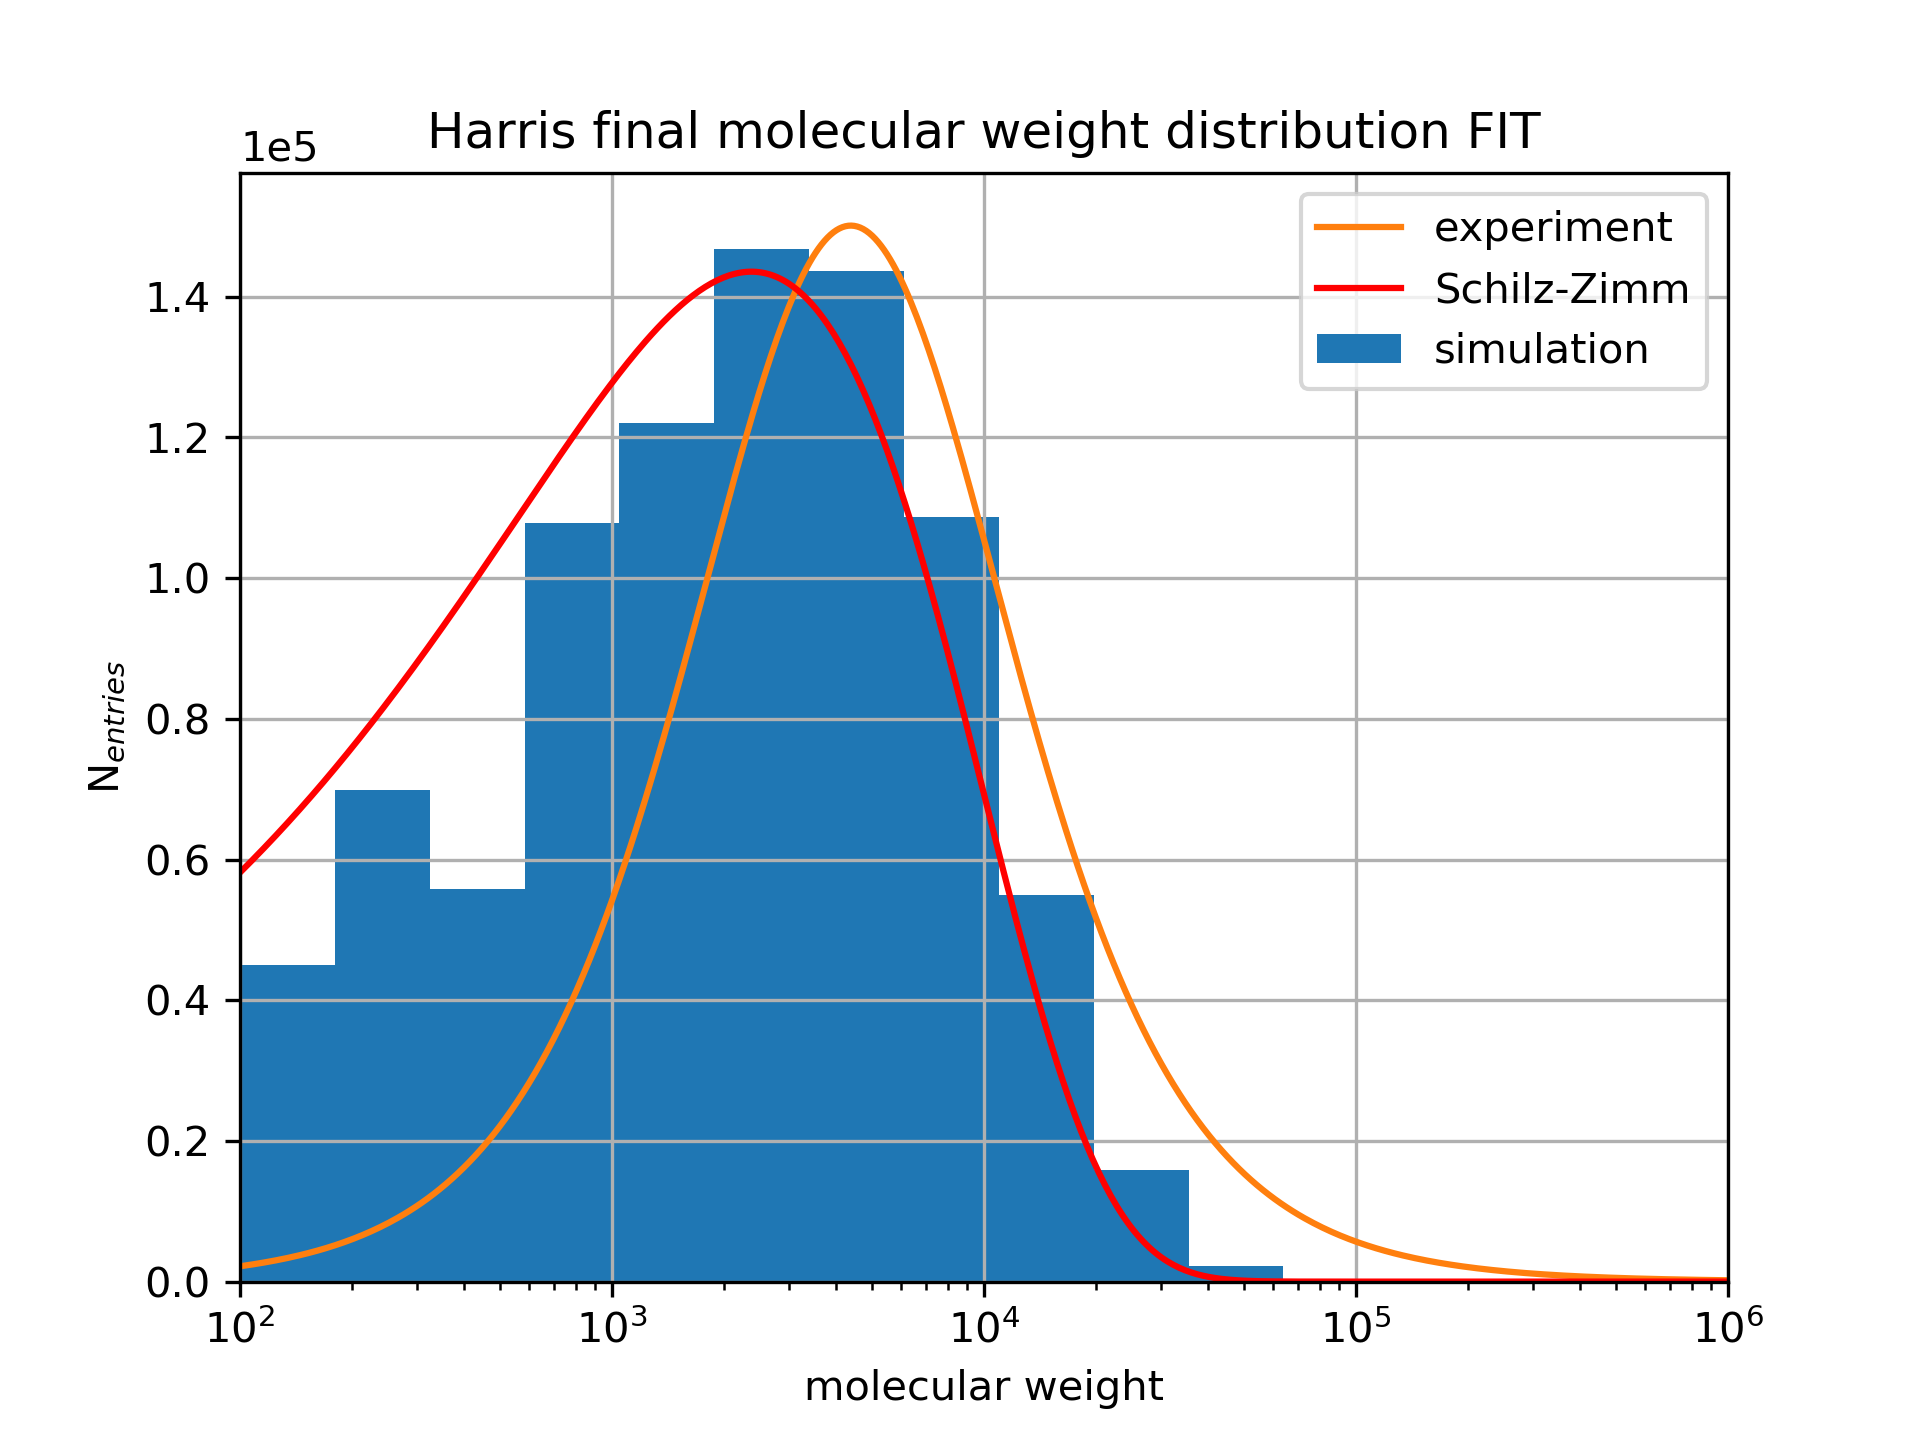 Harris final molecular weight distribution FIT
1e5
experiment
Schilz-Zimm
simulation
1.4
1.2
1.0
0.8
0.6
0.4
0.2
0.0
N_entries
10^2 10^3 10^4 10^5 10^6
molecular weight